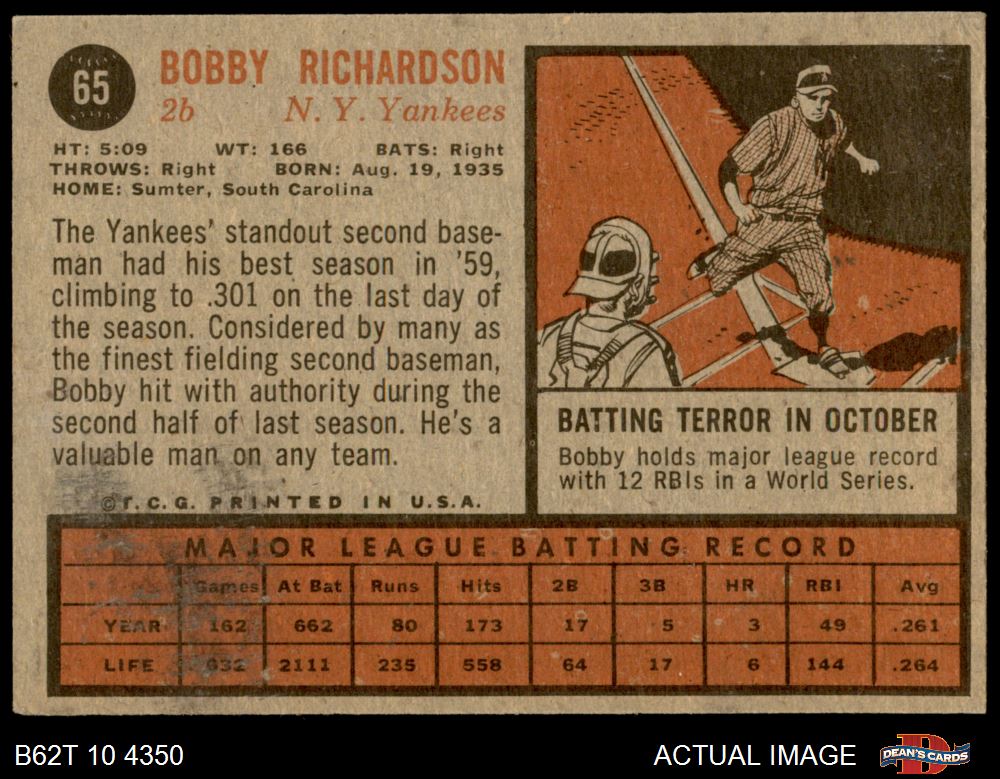 65
BOBBY RICHARDSON
2b N. Y. Yankees
HT: 5:09 WT: 166 BATS: Right
THROWS: Right BORN: Aug. 19, 1935
HOME: Sumter, South Carolina
The Yankees' standout second base-
man had his best season in '59,
climbing to .301 on the last day of
the season. Considered by many as
the finest fielding second baseman,
Bobby hit with authority during the
second half of last season. He's a
valuable man on any team.
©T.C.G. PRINTED IN U.S.A.
BATTING TERROR IN OCTOBER
Bobby holds major league record
with 12 RBIs in a World Series.
MAJOR LEAGUE BATTING RECORD
Games At Bat Runs Hits 2B 3B HR RBI Avg
YEAR 162 662 80 173 17 5 3 49 .261
LIFE 632 2111 235 558 64 17 6 144 .264
B62T 10 4350 ACTUAL IMAGE DEAN'S CARDS